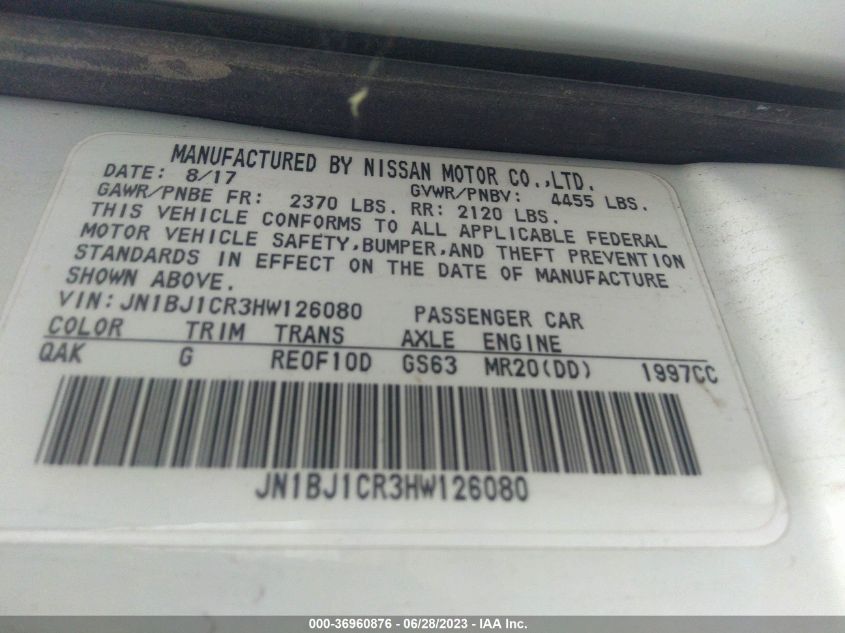 MANUFACTURED BY NISSAN MOTOR CO.,LTD.
DATE: 8/17 GVWR/PNBV: 4455 LBS.
GAWR/PNBE FR: 2370 LBS. RR: 2120 LBS.
THIS VEHICLE CONFORMS TO ALL APPLICABLE FEDERAL
MOTOR VEHICLE SAFETY,BUMPER,AND THEFT PREVENTION
STANDARDS IN EFFECT ON THE DATE OF MANUFACTURE
SHOWN ABOVE.
VIN:JN1BJ1CR3HW126080 PASSENGER CAR
COLOR TRIM TRANS AXLE ENGINE
QAK G RE0F10D GS63 MR20(DD) 1997CC
JN1BJ1CR3HW126080
000-36960876 - 06/28/2023 - IAA Inc.